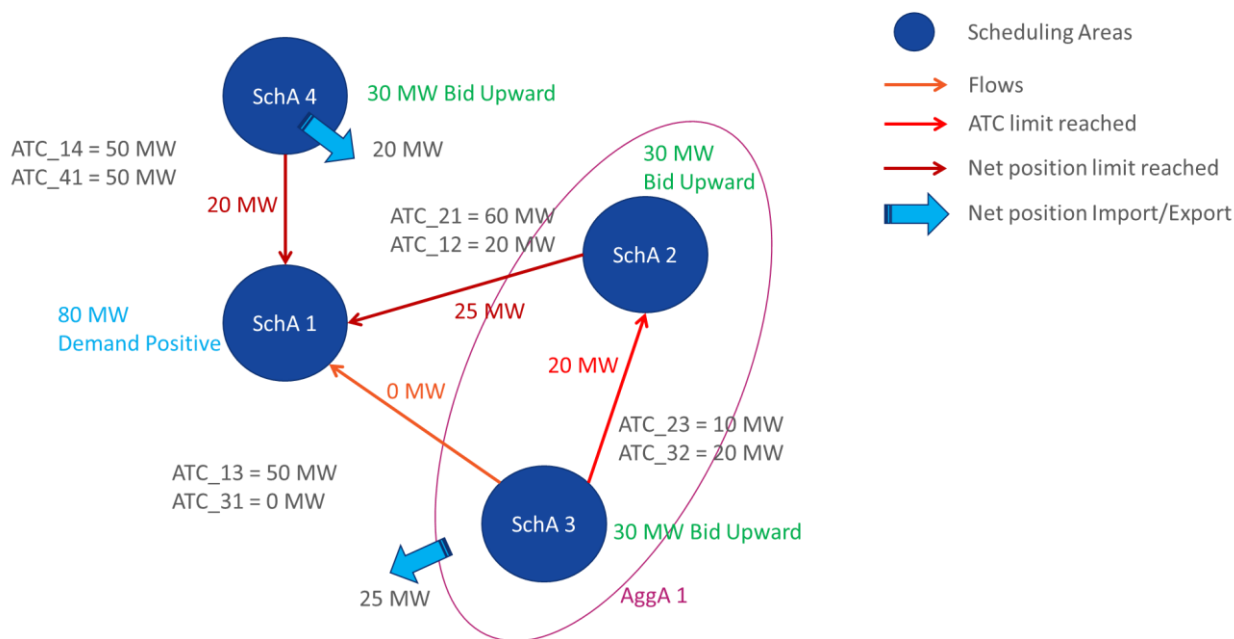 SchA 4
30 MW Bid Upward
20 MW
ATC_14 = 50 MW
ATC_41 = 50 MW
20 MW
30 MW
Bid Upward
ATC_21 = 60 MW
ATC_12 = 20 MW
SchA 2
25 MW
80 MW
Demand Positive
SchA 1
0 MW
20 MW
ATC_23 = 10 MW
ATC_32 = 20 MW
ATC_13 = 50 MW
ATC_31 = 0 MW
SchA 3
30 MW Bid Upward
25 MW
AggA 1
Scheduling Areas
Flows
ATC limit reached
Net position limit reached
Net position Import/Export